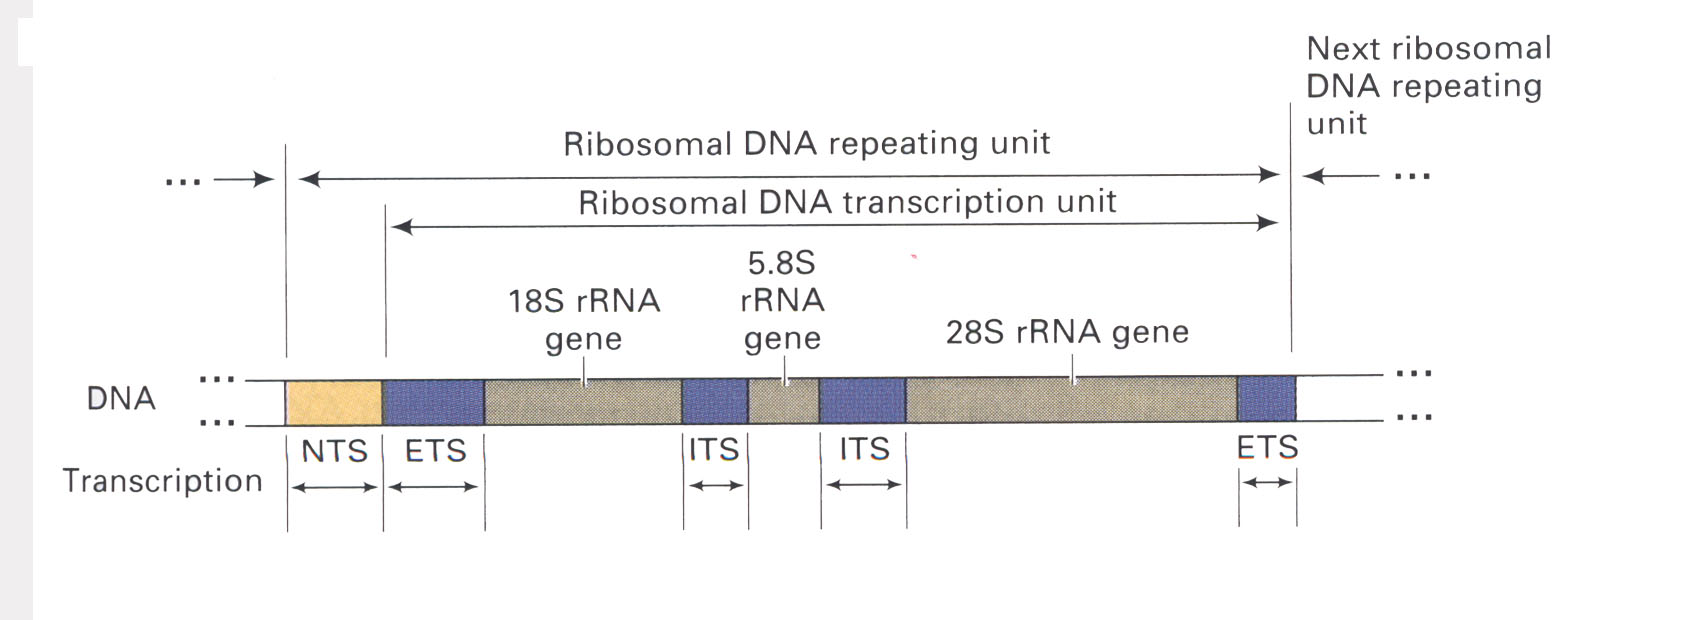 Next ribosomal
DNA repeating
unit
Ribosomal DNA repeating unit
... ...
Ribosomal DNA transcription unit
5.8S
18S rRNA rRNA
gene gene 28S rRNA gene
... ...
DNA
... ...
NTS ETS ITS ITS ETS
Transcription